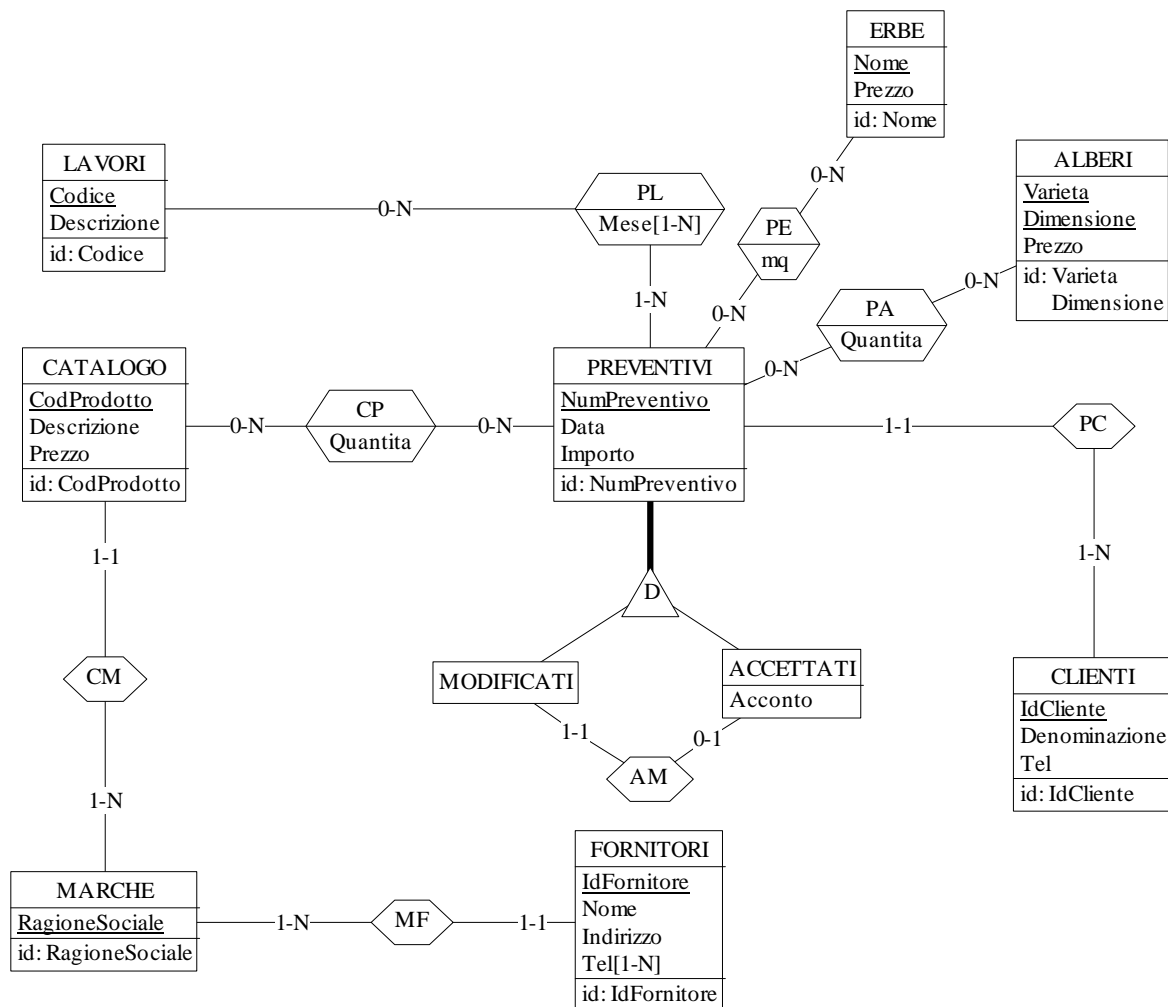 ERBE
Nome
Prezzo
id: Nome
LAVORI
Codice
Descrizione
id: Codice
0-N
PL
Mese[1-N]
0-N
PE
mq
ALBERI
Varieta
Dimensione
Prezzo
id: Varieta
Dimensione
0-N
1-N
0-N
PA
Quantita
0-N
CATALOGO
CodProdotto
Descrizione
Prezzo
id: CodProdotto
0-N
CP
Quantita
0-N
PREVENTIVI
NumPreventivo
Data
Importo
id: NumPreventivo
1-1
PC
1-1
1-N
D
CM
MODIFICATI
ACCETTATI
Acconto
CLIENTI
IdCliente
Denominazione
Tel
id: IdCliente
1-1
0-1
AM
1-N
MARCHE
RagioneSociale
id: RagioneSociale
1-N
MF
1-1
FORNITORI
IdFornitore
Nome
Indirizzo
Tel[1-N]
id: IdFornitore